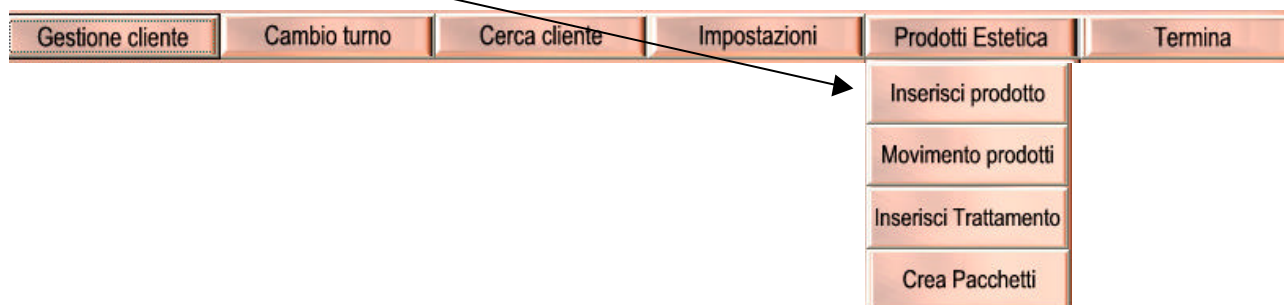 Gestione cliente Cambio turno Cerca cliente Impostazioni Prodotti Estetica Termina
Inserisci prodotto
Movimento prodotti
Inserisci Trattamento
Crea Pacchetti